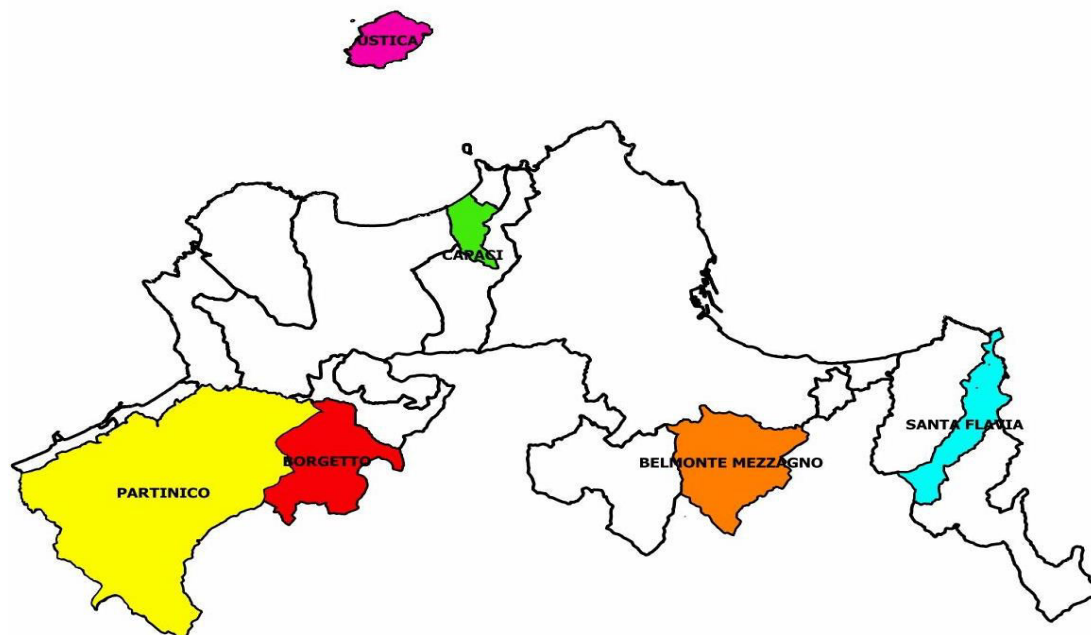 USTICA
CAPACI
SANTA FLAVIA
BORGETTO
BELMONTE MEZZAGNO
PARTINICO